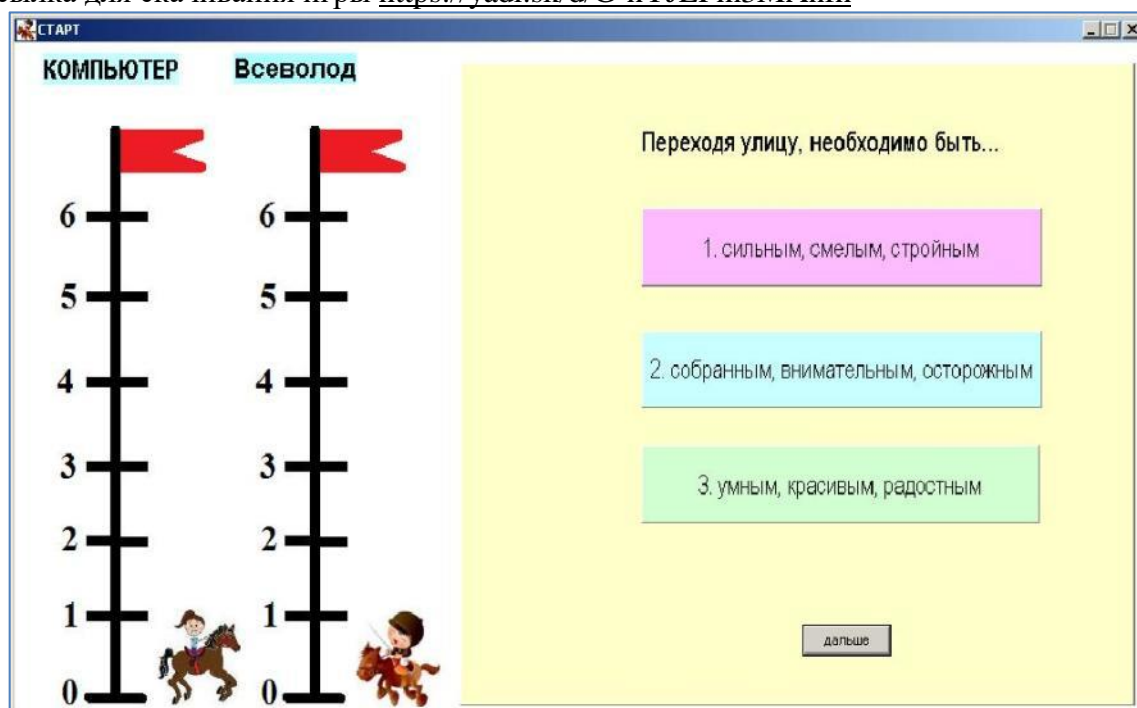 СТАРТ
КОМПЬЮТЕР Всеволод
Переходя улицу, необходимо быть...
1. сильным, смелым, стройным
2. собранным, внимательным, осторожным
3. умным, красивым, радостным
дальше
6 6
5 5
4 4
3 3
2 2
1 1
0 0